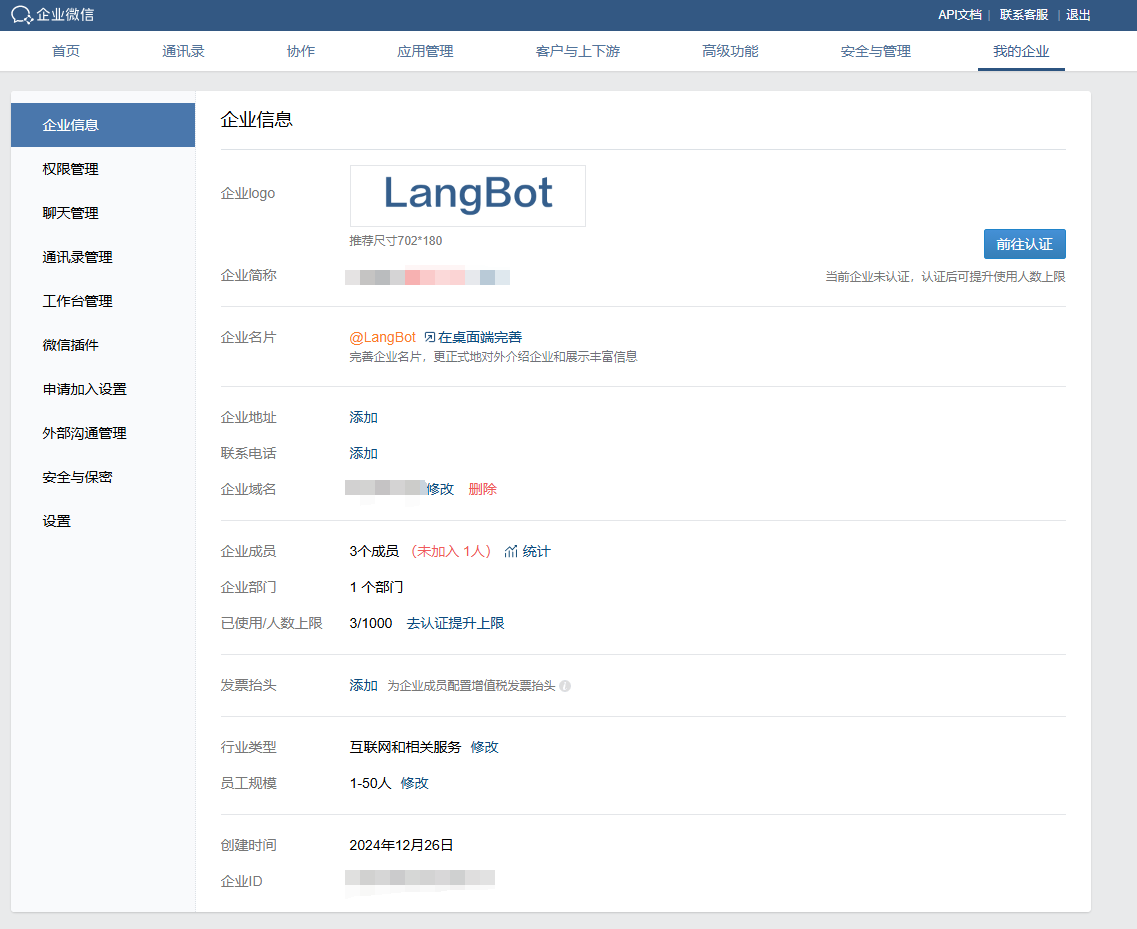 企业微信
API文档 | 联系客服 | 退出
首页 通讯录 协作 应用管理 客户与上下游 高级功能 安全与管理 我的企业
企业信息
权限管理
聊天管理
通讯录管理
工作台管理
微信插件
申请加入设置
外部沟通管理
安全与保密
设置
企业信息
企业logo
LangBot
推荐尺寸702*180
前往认证
企业简称
当前企业未认证，认证后可提升使用人数上限
企业名片 @LangBot 在桌面端完善
完善企业名片，更正式地对外介绍企业和展示丰富信息
企业地址 添加
联系电话 添加
企业域名 修改 删除
企业成员 3个成员 （未加入 1人） 统计
企业部门 1 个部门
已使用/人数上限 3/1000 去认证提升上限
发票抬头 添加 为企业成员配置增值税发票抬头
行业类型 互联网和相关服务 修改
员工规模 1-50人 修改
创建时间 2024年12月26日
企业ID